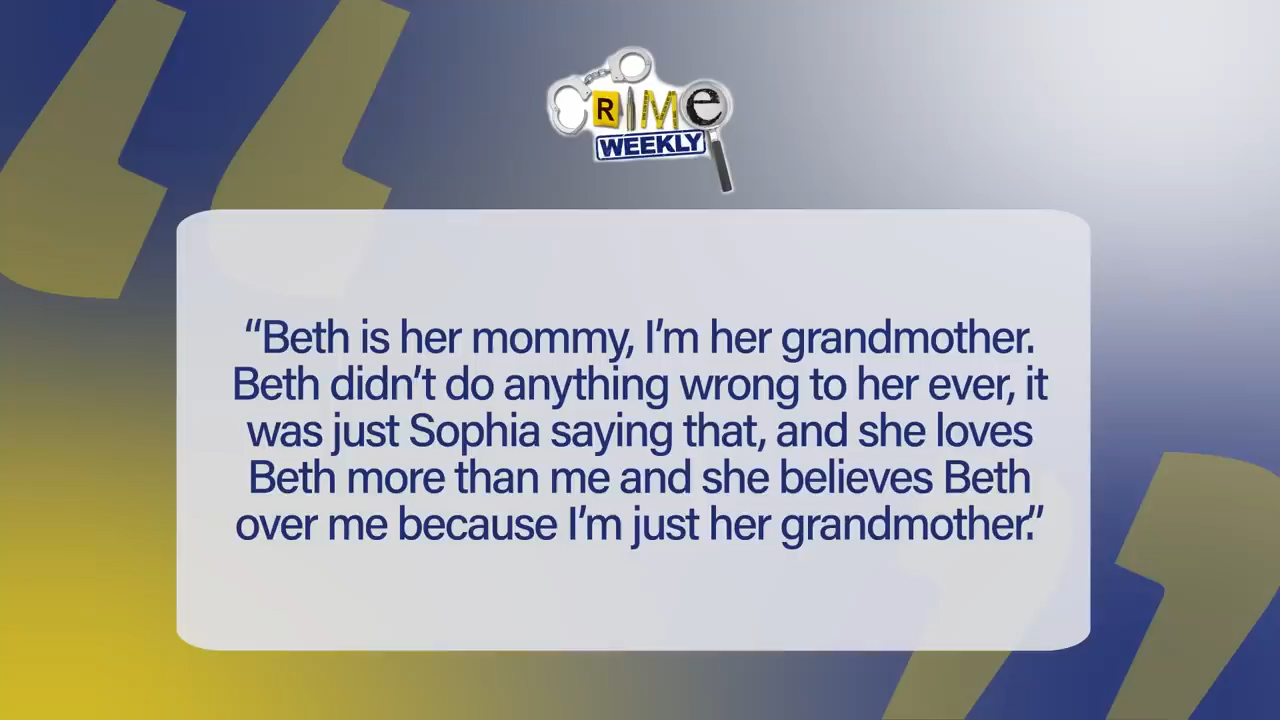 CRIMe
WEEKLY
“Beth is her mommy, I’m her grandmother.
Beth didn’t do anything wrong to her ever, it
was just Sophia saying that, and she loves
Beth more than me and she believes Beth
over me because I’m just her grandmother.”